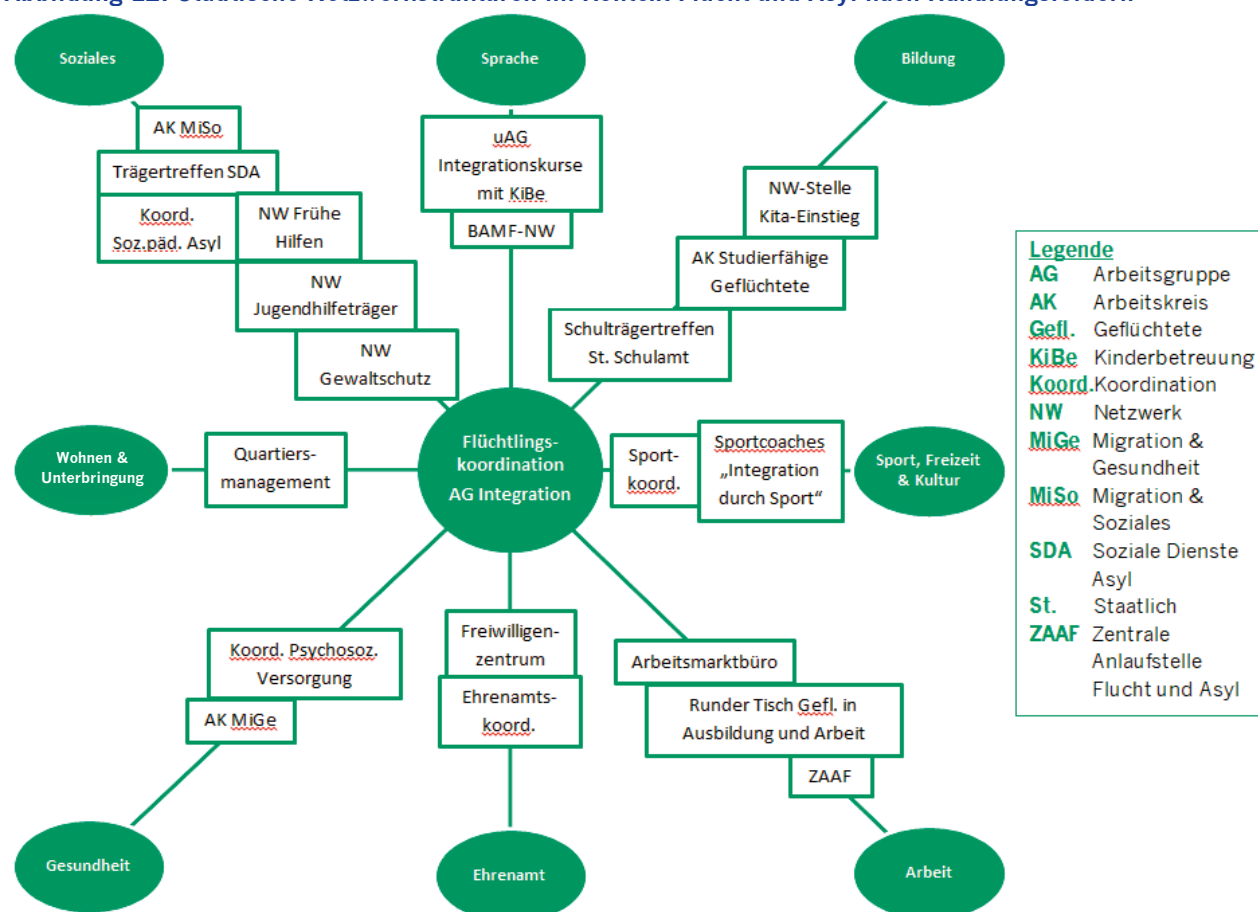 Soziales
Sprache
Bildung
AK MiSo
Trägertreffen SDA
Koord.
Soz.päd. Asyl
NW Frühe
Hilfen
NW
Jugendhilfeträger
NW
Gewaltschutz
uAG
Integrationskurse
mit KiBe
BAMF-NW
NW-Stelle
Kita-Einstieg
AK Studierfähige
Geflüchtete
Schulträgertreffen
St. Schulamt
Wohnen &
Unterbringung
Quartiers-
management
Flüchtlings-
koordination
AG Integration
Sport-
koord.
Sportcoaches
„Integration
durch Sport“
Sport, Freizeit
& Kultur
Koord. Psychosoz.
Versorgung
AK MiGe
Gesundheit
Freiwilligen-
zentrum
Ehrenamts-
koord.
Ehrenamt
Arbeitsmarktbüro
Runder Tisch Gefl. in
Ausbildung und Arbeit
ZAAF
Arbeit
Legende
AG Arbeitsgruppe
AK Arbeitskreis
Gefl. Geflüchtete
KiBe Kinderbetreuung
Koord. Koordination
NW Netzwerk
MiGe Migration &
Gesundheit
MiSo Migration &
Soziales
SDA Soziale Dienste
Asyl
St. Staatlich
ZAAF Zentrale
Anlaufstelle
Flucht und Asyl